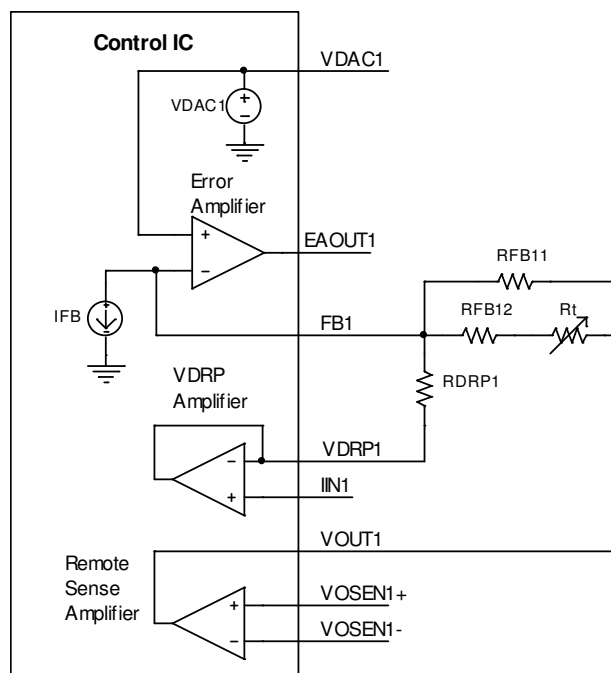 Control IC
VDAC1
VDAC1
+
−
Error
Amplifier
+
−
EAOUT1
RFB11
IFB
+
−
FB1
RFB12
Rt
VDRP
Amplifier
RDRP1
−
+
VDRP1
IIN1
VOUT1
Remote
Sense
Amplifier
+
−
VOSEN1+
VOSEN1-